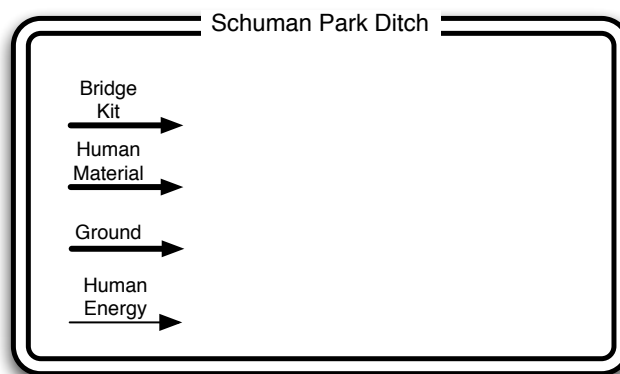 Schuman Park Ditch
Bridge
Kit
Human
Material
Ground
Human
Energy